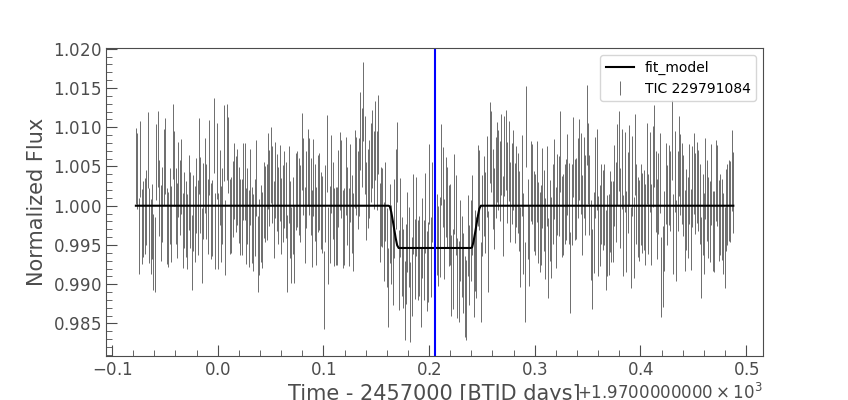 1.020
1.015
1.010
1.005
1.000
0.995
0.990
0.985
Normalized Flux
fit_model
TIC 229791084
−0.1 0.0 0.1 0.2 0.3 0.4 0.5
Time - 2457000 [BTJD days]
+1.9700000000 × 10³